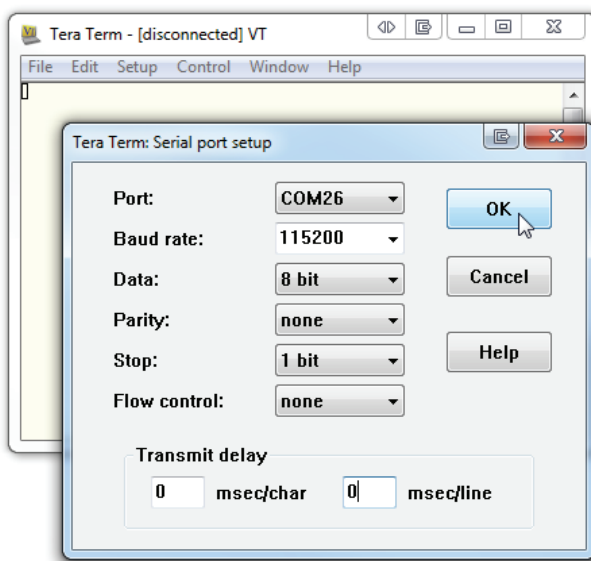 Tera Term - [disconnected] VT
File Edit Setup Control Window Help
Tera Term: Serial port setup
Port: COM26 OK
Baud rate: 115200
Data: 8 bit Cancel
Parity: none
Stop: 1 bit Help
Flow control: none
Transmit delay
0 msec/char 0 msec/line